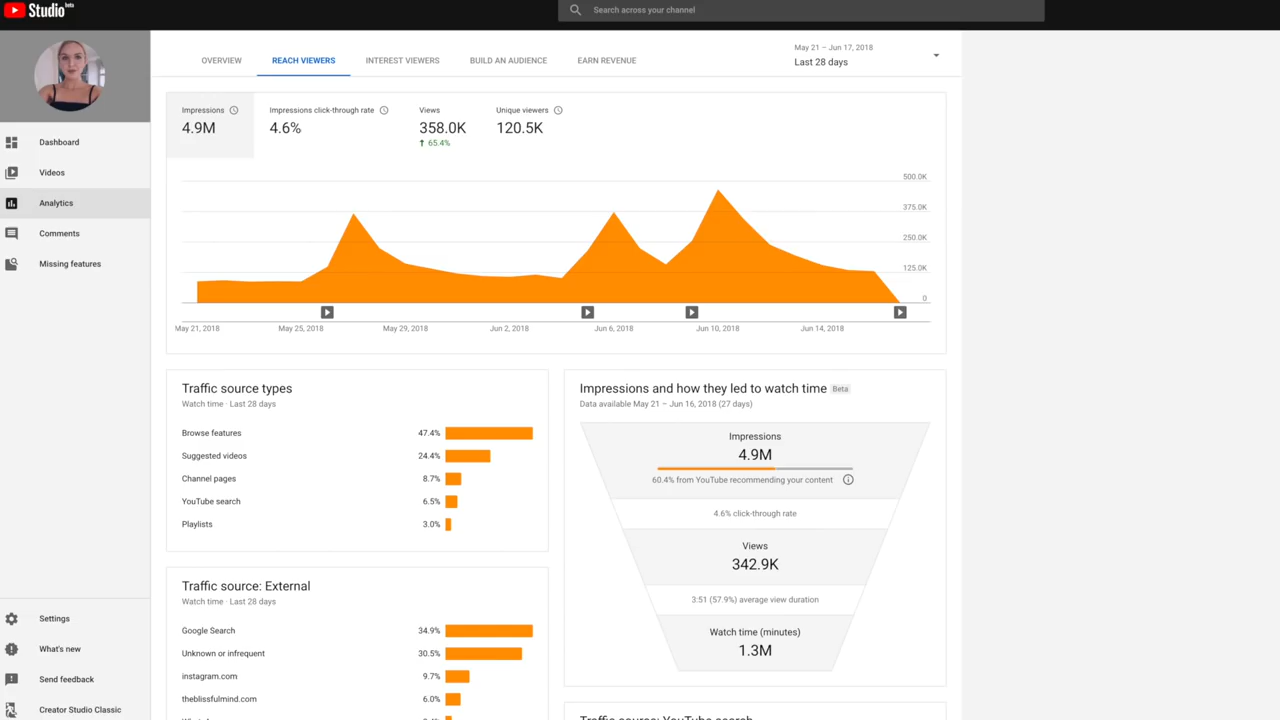 Studio beta
Search across your channel
Dashboard
Videos
Analytics
Comments
Missing features
Settings
What's new
Send feedback
Creator Studio Classic
OVERVIEW REACH VIEWERS INTEREST VIEWERS BUILD AN AUDIENCE EARN REVENUE
May 21 – Jun 17, 2018
Last 28 days
Impressions Impressions click-through rate Views Unique viewers
4.9M 4.6% 358.0K 120.5K
65.4%
500.0K
375.0K
250.0K
125.0K
0
May 21, 2018 May 25, 2018 May 29, 2018 Jun 2, 2018 Jun 6, 2018 Jun 10, 2018 Jun 14, 2018
Traffic source types
Watch time · Last 28 days
Browse features 47.4%
Suggested videos 24.4%
Channel pages 8.7%
YouTube search 6.5%
Playlists 3.0%
Traffic source: External
Watch time · Last 28 days
Google Search 34.9%
Unknown or infrequent 30.5%
instagram.com 9.7%
theblissfulmind.com 6.0%
Impressions and how they led to watch time Beta
Data available May 21 – Jun 16, 2018 (27 days)
Impressions
4.9M
60.4% from YouTube recommending your content
4.6% click-through rate
Views
342.9K
3:51 (57.9%) average view duration
Watch time (minutes)
1.3M
Traffic source: YouTube search